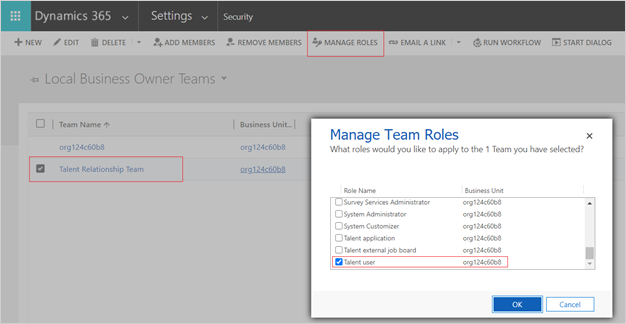 Dynamics 365 Settings Security
+ NEW EDIT DELETE ADD MEMBERS REMOVE MEMBERS MANAGE ROLES EMAIL A LINK RUN WORKFLOW START DIALOG
Local Business Owner Teams
Team Name ↑ Business Unit...
org124c60b8 org124c60b8
Talent Relationship Team org124c60b8
Manage Team Roles
What roles would you like to apply to the 1 Team you have selected?
Role Name Business Unit
Survey Services Administrator org124c60b8
System Administrator org124c60b8
System Customizer org124c60b8
Talent application org124c60b8
Talent external job board org124c60b8
Talent user org124c60b8
OK Cancel